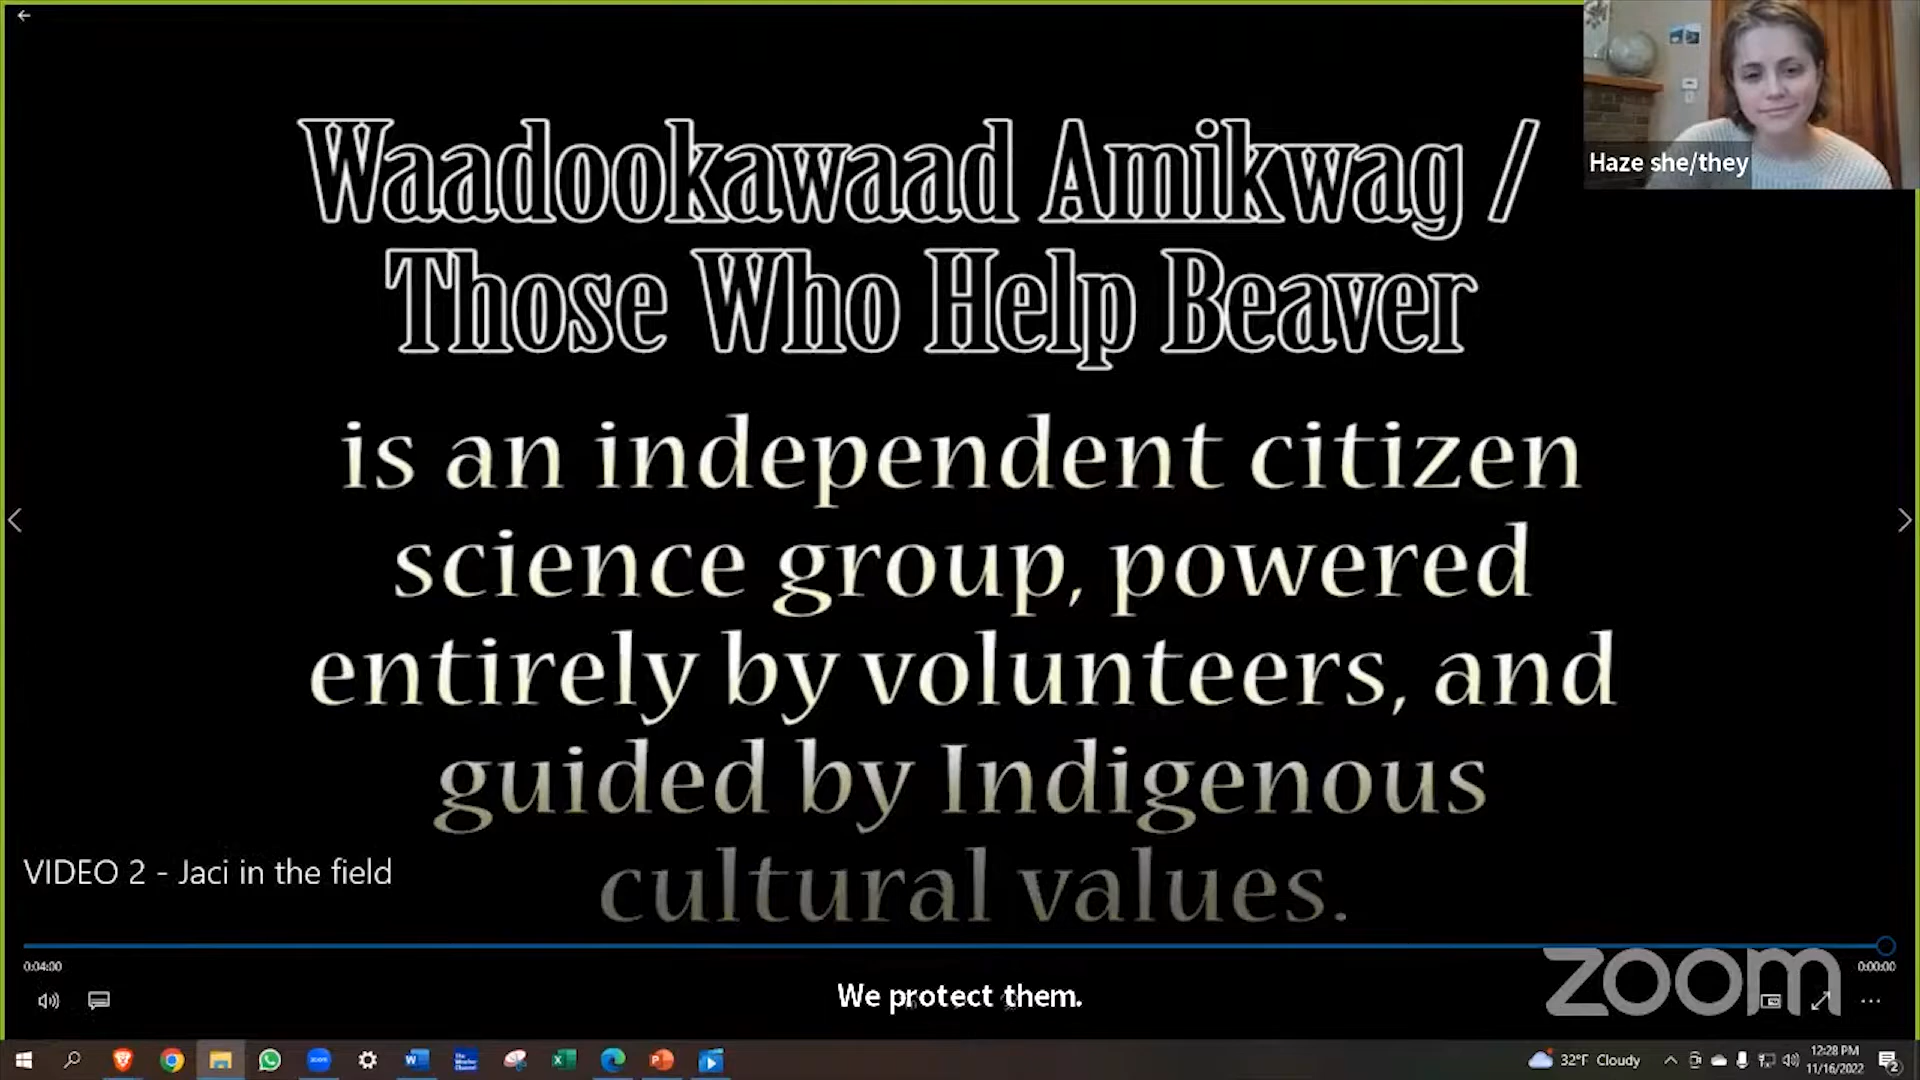 Waadookawaad Amikwag /
Those Who Help Beaver
is an independent citizen
science group, powered
entirely by volunteers, and
guided by Indigenous
cultural values.
Haze she/they
VIDEO 2 - Jaci in the field
0:04:00
0:00:00
We protect them.
zoom
32°F Cloudy
12:28 PM
11/16/2022
2